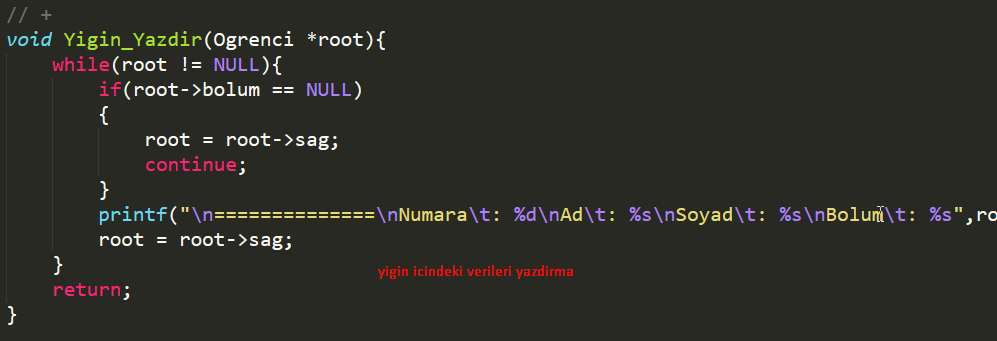 // +
void Yigin_Yazdir(Ogrenci *root){
    while(root != NULL){
        if(root->bolum == NULL)
        {
            root = root->sag;
            continue;
        }
        printf("\n==============\nNumara\t: %d\nAd\t: %s\nSoyad\t: %s\nBolum\t: %s",ro
        root = root->sag;
    }
yigin icindeki verileri yazdirma
    return;
}